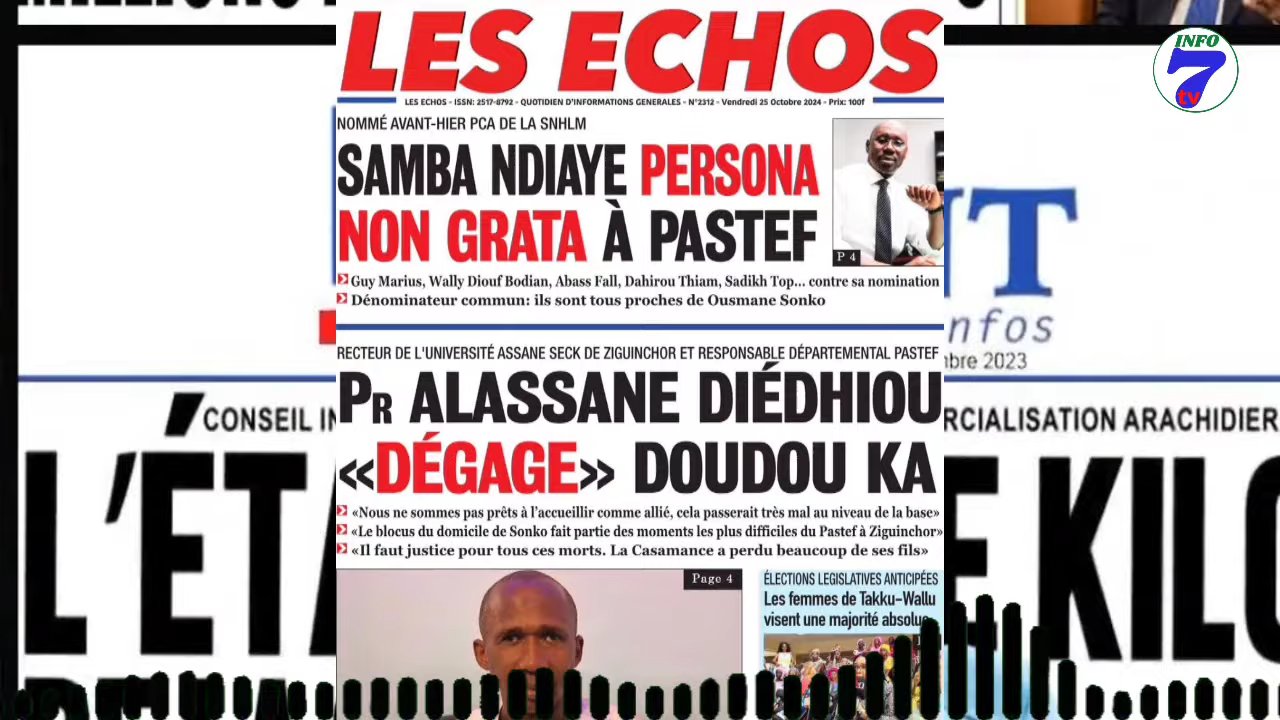 MILLIONS
INFO
7
tv
LES ECHOS
LES ECHOS - ISSN: 2517-8792 - QUOTIDIEN D'INFORMATIONS GENERALES - N°2312 - Vendredi 25 Octobre 2024 - Prix: 100f
NOMMÉ AVANT-HIER PCA DE LA SNHLM
SAMBA NDIAYE PERSONA
NON GRATA À PASTEF
P 4
Guy Marius, Wally Diouf Bodian, Abass Fall, Dahirou Thiam, Sadikh Top... contre sa nomination
Dénominateur commun: ils sont tous proches de Ousmane Sonko
NT
nfos
bre 2023
RECTEUR DE L'UNIVERSITÉ ASSANE SECK DE ZIGUINCHOR ET RESPONSABLE DÉPARTEMENTAL PASTEF
PR ALASSANE DIÉDHIOU
«DÉGAGE» DOUDOU KA
CONSEIL IN
RCIALISATION ARACHIDIER
L'ÉTA
E KILO
«Nous ne sommes pas prêts à l'accueillir comme allié, cela passerait très mal au niveau de la base»
«Le blocus du domicile de Sonko fait partie des moments les plus difficiles du Pastef à Ziguinchor»
«Il faut justice pour tous ces morts. La Casamance a perdu beaucoup de ses fils»
Page 4
ÉLECTIONS LEGISLATIVES ANTICIPÉES
Les femmes de Takku-Wallu
visent une majorité absolue